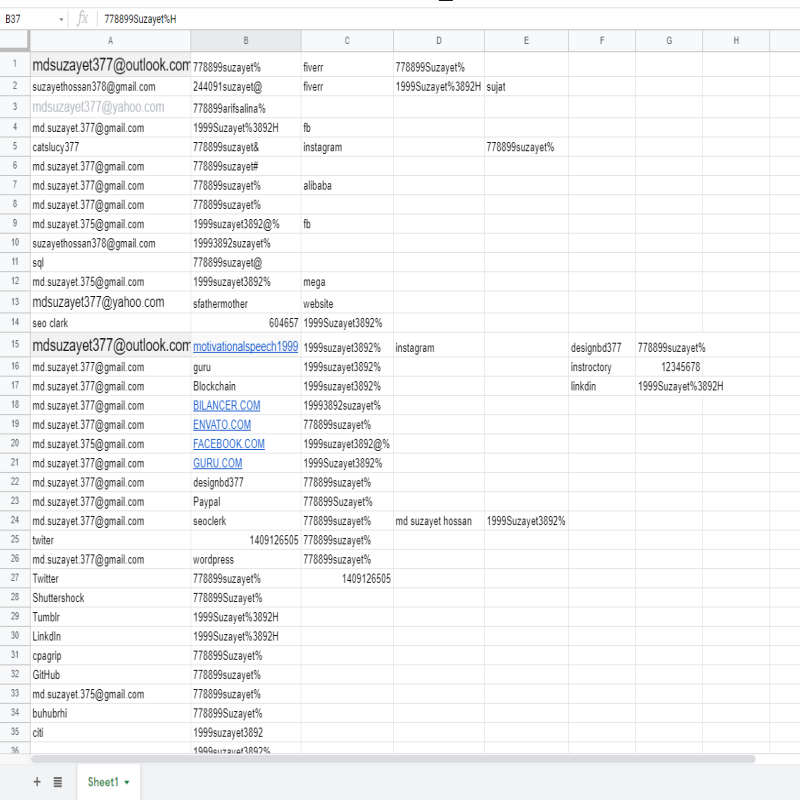 B37 fx 778899Suzayet%H
A B C D E F G H
1 mdsuzayet377@outlook.com 778899suzayet% fiverr 778899Suzayet%
2 suzayethossan378@gmail.com 244091suzayet@ fiverr 1999Suzayet%3892H sujat
3 mdsuzayet377@yahoo.com 778899arifsalina%
4 md.suzayet.377@gmail.com 1999Suzayet%3892H fb
5 catslucy377 778899suzayet& instagram 778899suzayet%
6 md.suzayet.377@gmail.com 778899suzayet#
7 md.suzayet.377@gmail.com 778899suzayet% alibaba
8 md.suzayet.377@gmail.com 778899suzayet%
9 md.suzayet.375@gmail.com 1999suzayet3892@% fb
10 suzayethossan378@gmail.com 19993892suzayet%
11 sql 778899suzayet@
12 md.suzayet.375@gmail.com 1999suzayet3892% mega
13 mdsuzayet377@yahoo.com sfathermother website
14 seo clark 604657 1999Suzayet3892%
15 mdsuzayet377@outlook.com motivationalspeech1999 1999suzayet3892% instagram designbd377 778899suzayet%
16 md.suzayet.377@gmail.com guru 1999suzayet3892% instroctory 12345678
17 md.suzayet.377@gmail.com Blockchain 1999suzayet3892% linkdin 1999Suzayet%3892H
18 md.suzayet.377@gmail.com BILANCER.COM 19993892suzayet%
19 md.suzayet.377@gmail.com ENVATO.COM 778899suzayet%
20 md.suzayet.375@gmail.com FACEBOOK.COM 1999suzayet3892@%
21 md.suzayet.377@gmail.com GURU.COM 1999Suzayet3892%
22 md.suzayet.377@gmail.com designbd377 778899suzayet%
23 md.suzayet.377@gmail.com Paypal 778899Suzayet%
24 md.suzayet.377@gmail.com seoclerk 778899suzayet% md suzayet hossan 1999Suzayet3892%
25 twiter 1409126505 778899suzayet%
26 md.suzayet.377@gmail.com wordpress 778899suzayet%
27 Twitter 778899suzayet% 1409126505
28 Shuttershock 778899Suzayet%
29 Tumblr 1999Suzayet%3892H
30 LinkdIn 1999Suzayet%3892H
31 cpagrip 778899Suzayet%
32 GitHub 778899suzayet%
33 md.suzayet.375@gmail.com 778899suzayet%
34 buhubrhi 778899Suzayet%
35 citi 1999suzayet3892
36 1999suzayet3892%
Sheet1